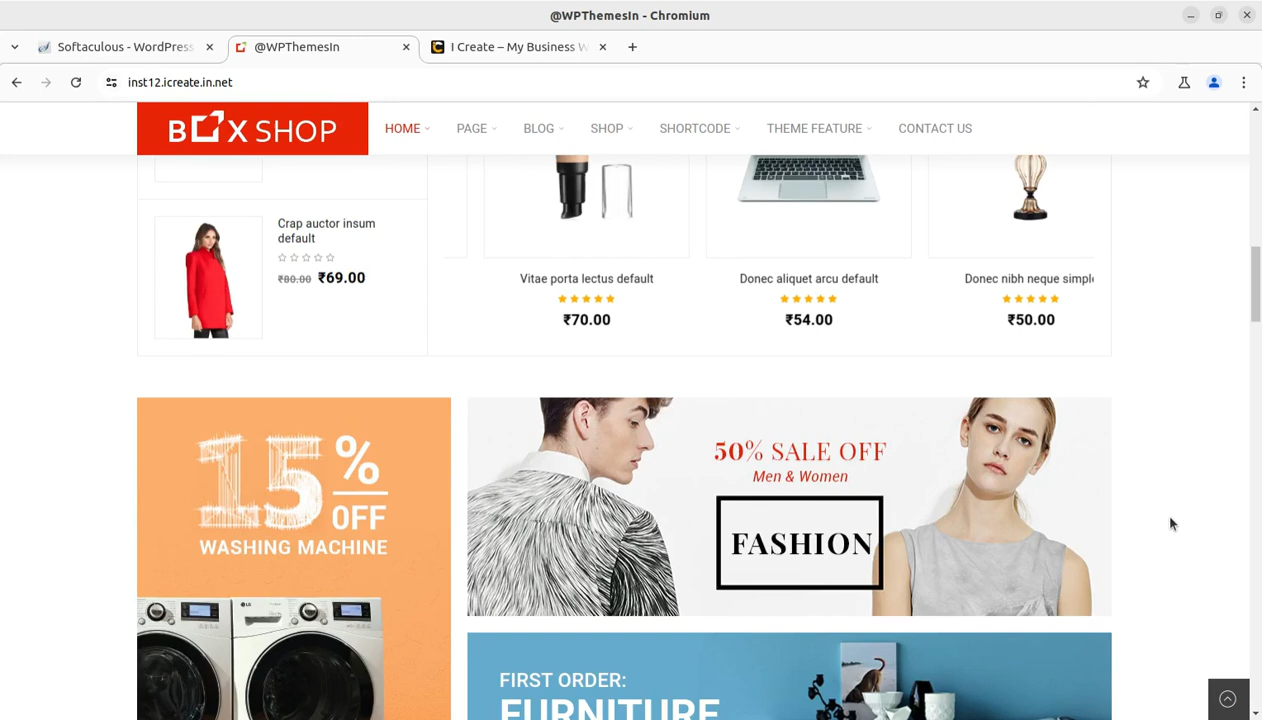 @WPThemesIn - Chromium
Softaculous - WordPress
@WPThemesIn
I Create – My Business W
inst12.icreate.in.net
BOX SHOP
HOME
PAGE
BLOG
SHOP
SHORTCODE
THEME FEATURE
CONTACT US
Crap auctor insum
default
₹80.00 ₹69.00
Vitae porta lectus default
₹70.00
Donec aliquet arcu default
₹54.00
Donec nibh neque simple
₹50.00
15%
OFF
WASHING MACHINE
LG
50% SALE OFF
Men & Women
FASHION
FIRST ORDER:
FURNITURE